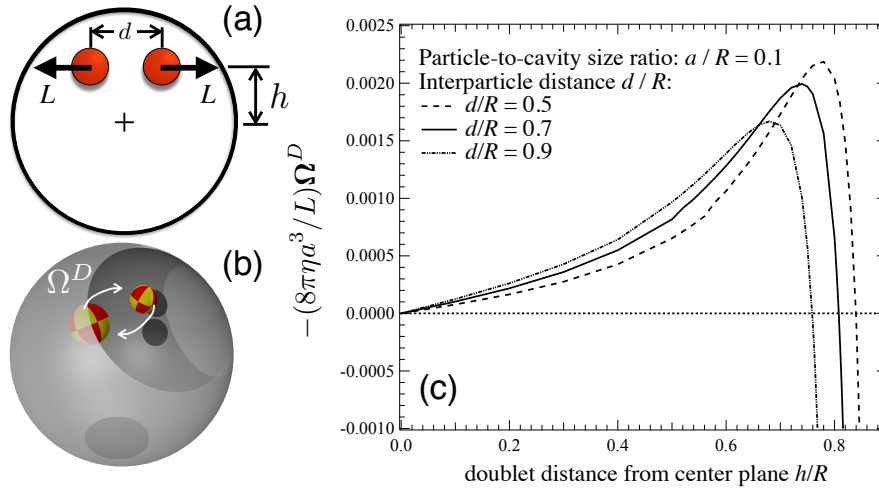 (a)
d
L
L
h
+
(b)
Ω^D
−(8πηa³/L)Ω^D
0.0025
0.0020
0.0015
0.0010
0.0005
0.0000
-0.0005
-0.0010
Particle-to-cavity size ratio: a / R = 0.1
Interparticle distance d / R:
d/R = 0.5
d/R = 0.7
d/R = 0.9
(c)
0.0
0.2
0.4
0.6
0.8
doublet distance from center plane h/R